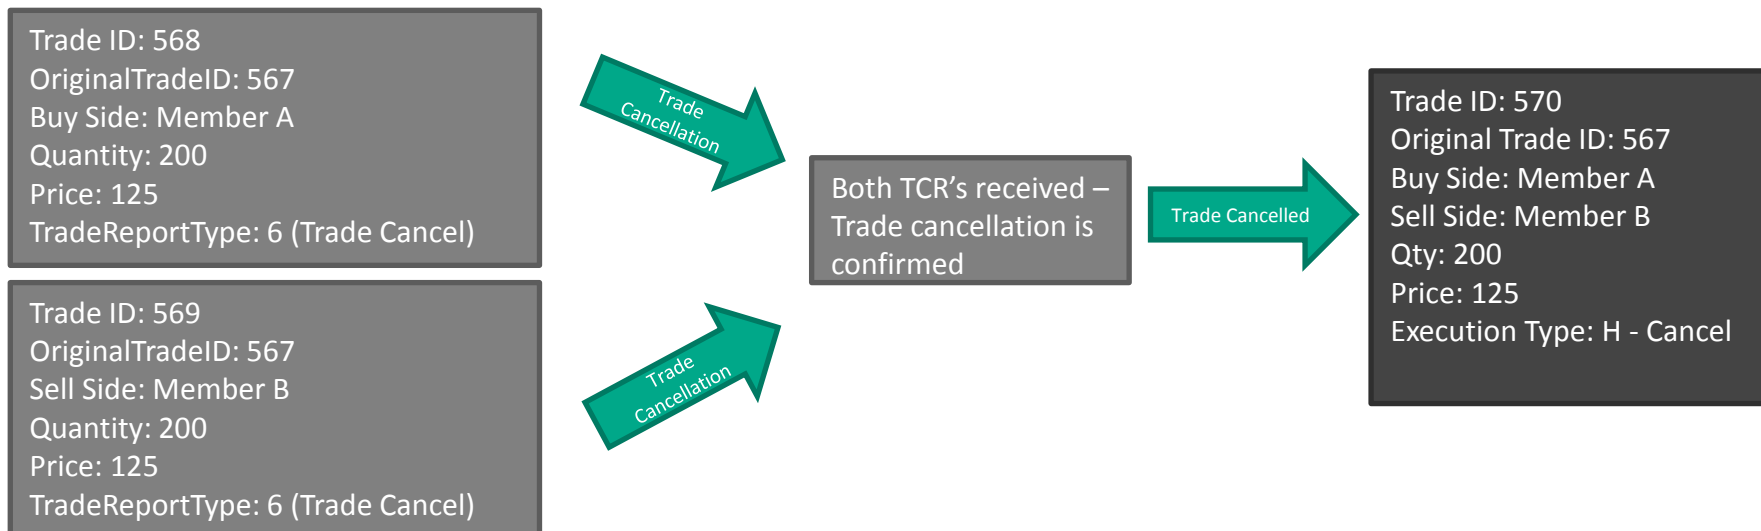 Trade ID: 568
OriginalTradeID: 567
Buy Side: Member A
Quantity: 200
Price: 125
TradeReportType: 6 (Trade Cancel)
Trade ID: 569
OriginalTradeID: 567
Sell Side: Member B
Quantity: 200
Price: 125
TradeReportType: 6 (Trade Cancel)
Trade
Cancellation
Trade
Cancellation
Both TCR’s received –
Trade cancellation is
confirmed
Trade Cancelled
Trade ID: 570
Original Trade ID: 567
Buy Side: Member A
Sell Side: Member B
Qty: 200
Price: 125
Execution Type: H - Cancel